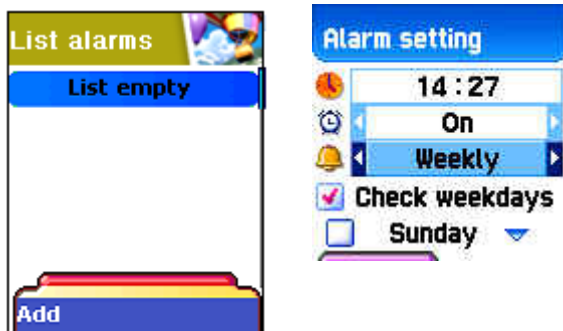 List alarms
List empty
Add
Alarm setting
14:27
On
Weekly
Check weekdays
Sunday